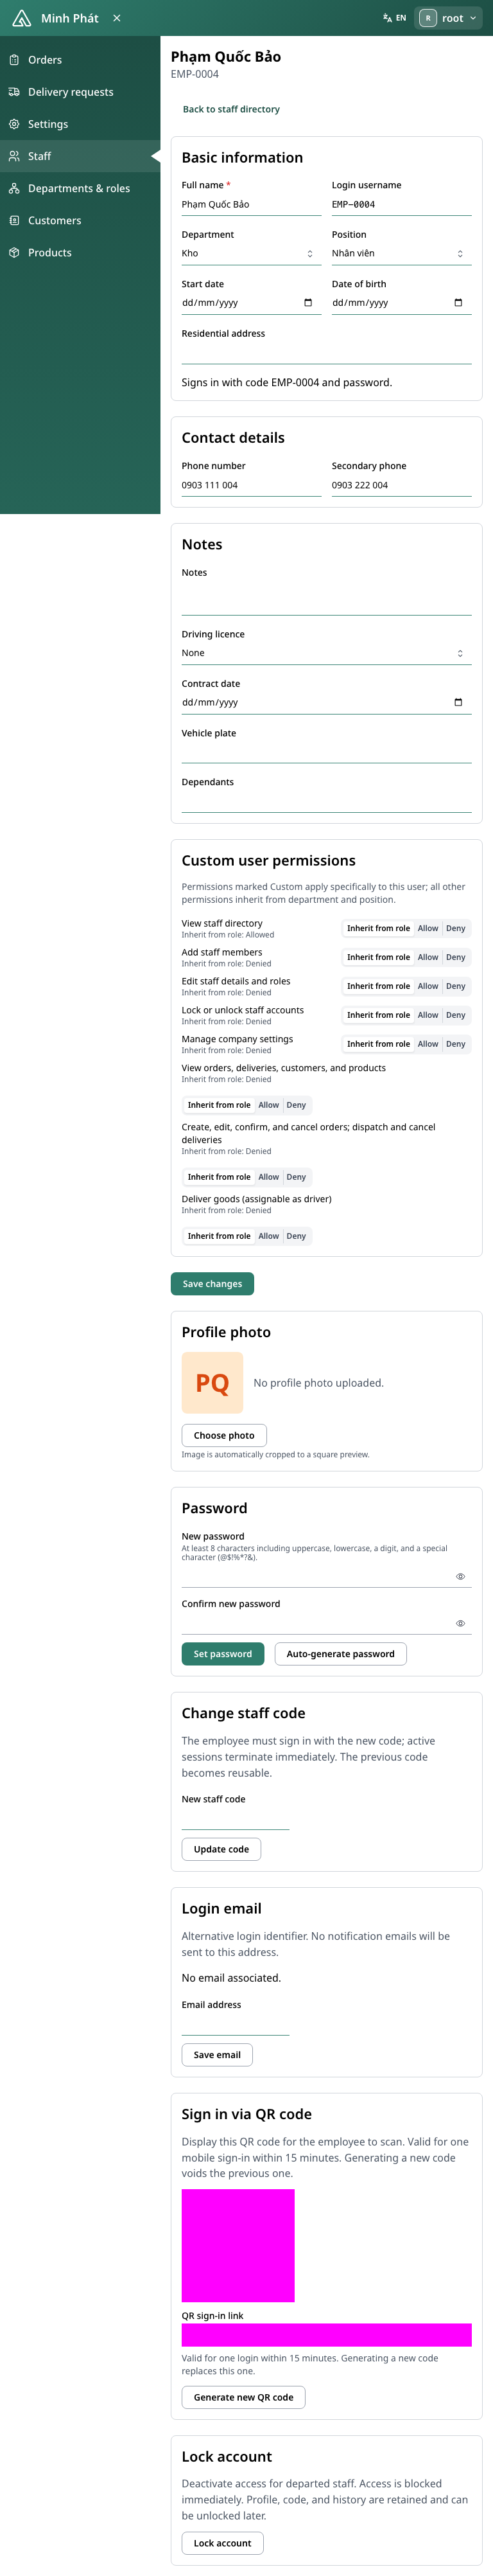 Minh Phát
EN
R
root
Orders
Delivery requests
Settings
Staff
Departments & roles
Customers
Products
Phạm Quốc Bảo
EMP-0004
Back to staff directory
Basic information
Full name *
Login username
Phạm Quốc Bảo
EMP-0004
Department
Position
Kho
Nhân viên
Start date
Date of birth
dd/mm/yyyy
dd/mm/yyyy
Residential address
Signs in with code EMP-0004 and password.
Contact details
Phone number
Secondary phone
0903 111 004
0903 222 004
Notes
Notes
Driving licence
None
Contract date
dd/mm/yyyy
Vehicle plate
Dependants
Custom user permissions
Permissions marked Custom apply specifically to this user; all other
permissions inherit from department and position.
View staff directory
Inherit from role: Allowed
Inherit from role Allow Deny
Add staff members
Inherit from role: Denied
Inherit from role Allow Deny
Edit staff details and roles
Inherit from role: Denied
Inherit from role Allow Deny
Lock or unlock staff accounts
Inherit from role: Denied
Inherit from role Allow Deny
Manage company settings
Inherit from role: Denied
Inherit from role Allow Deny
View orders, deliveries, customers, and products
Inherit from role: Denied
Inherit from role Allow Deny
Create, edit, confirm, and cancel orders; dispatch and cancel
deliveries
Inherit from role: Denied
Inherit from role Allow Deny
Deliver goods (assignable as driver)
Inherit from role: Denied
Inherit from role Allow Deny
Save changes
Profile photo
PQ
No profile photo uploaded.
Choose photo
Image is automatically cropped to a square preview.
Password
New password
At least 8 characters including uppercase, lowercase, a digit, and a special
character (@$!%*?&).
Confirm new password
Set password
Auto-generate password
Change staff code
The employee must sign in with the new code; active
sessions terminate immediately. The previous code
becomes reusable.
New staff code
Update code
Login email
Alternative login identifier. No notification emails will be
sent to this address.
No email associated.
Email address
Save email
Sign in via QR code
Display this QR code for the employee to scan. Valid for one
mobile sign-in within 15 minutes. Generating a new code
voids the previous one.
QR sign-in link
Valid for one login within 15 minutes. Generating a new code
replaces this one.
Generate new QR code
Lock account
Deactivate access for departed staff. Access is blocked
immediately. Profile, code, and history are retained and can
be unlocked later.
Lock account